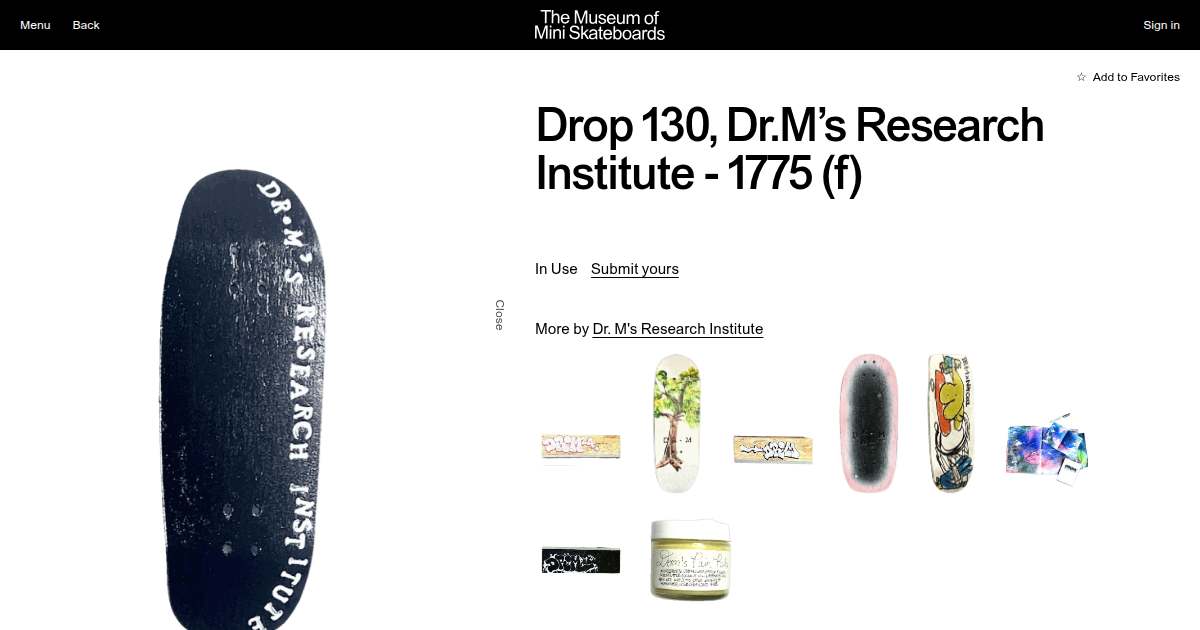 Menu
Back
The Museum of
Mini Skateboards
Sign in
☆ Add to Favorites
Drop 130, Dr.M’s Research
Institute - 1775 (f)
In Use
Submit yours
Close
More by Dr. M's Research Institute
DR•M'S RESEARCH INSTITUTE